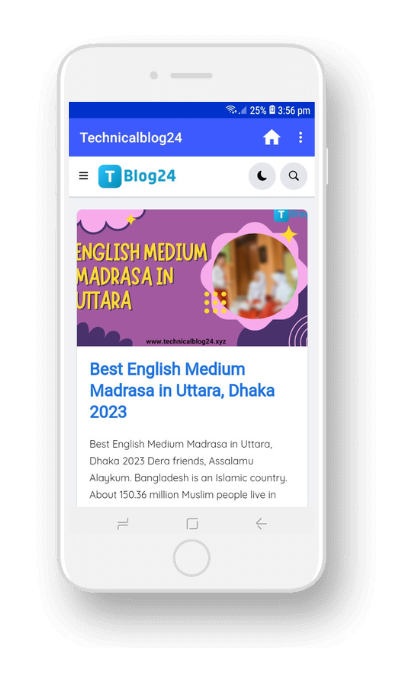 25% 3:56 pm
Technicalblog24
T Blog24
T
ENGLISH MEDIUM
MADRASA IN
UTTARA
www.technicalblog24.xyz
Best English Medium
Madrasa in Uttara, Dhaka
2023
Best English Medium Madrasa in Uttara,
Dhaka 2023 Dera friends, Assalamu
Alaykum. Bangladesh is an Islamic country.
About 150.36 million Muslim people live in